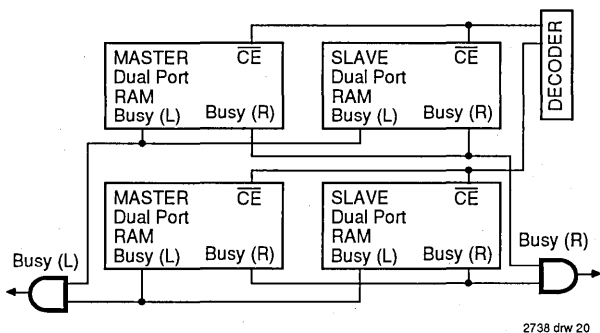 MASTER CE
Dual Port
RAM
Busy (L) Busy (R)
SLAVE CE
Dual Port
RAM
Busy (L) Busy (R)
DECODER
MASTER CE
Dual Port
RAM
Busy (L) Busy (R)
SLAVE CE
Dual Port
RAM
Busy (L) Busy (R)
Busy (L)
Busy (R)
2738 drw 20